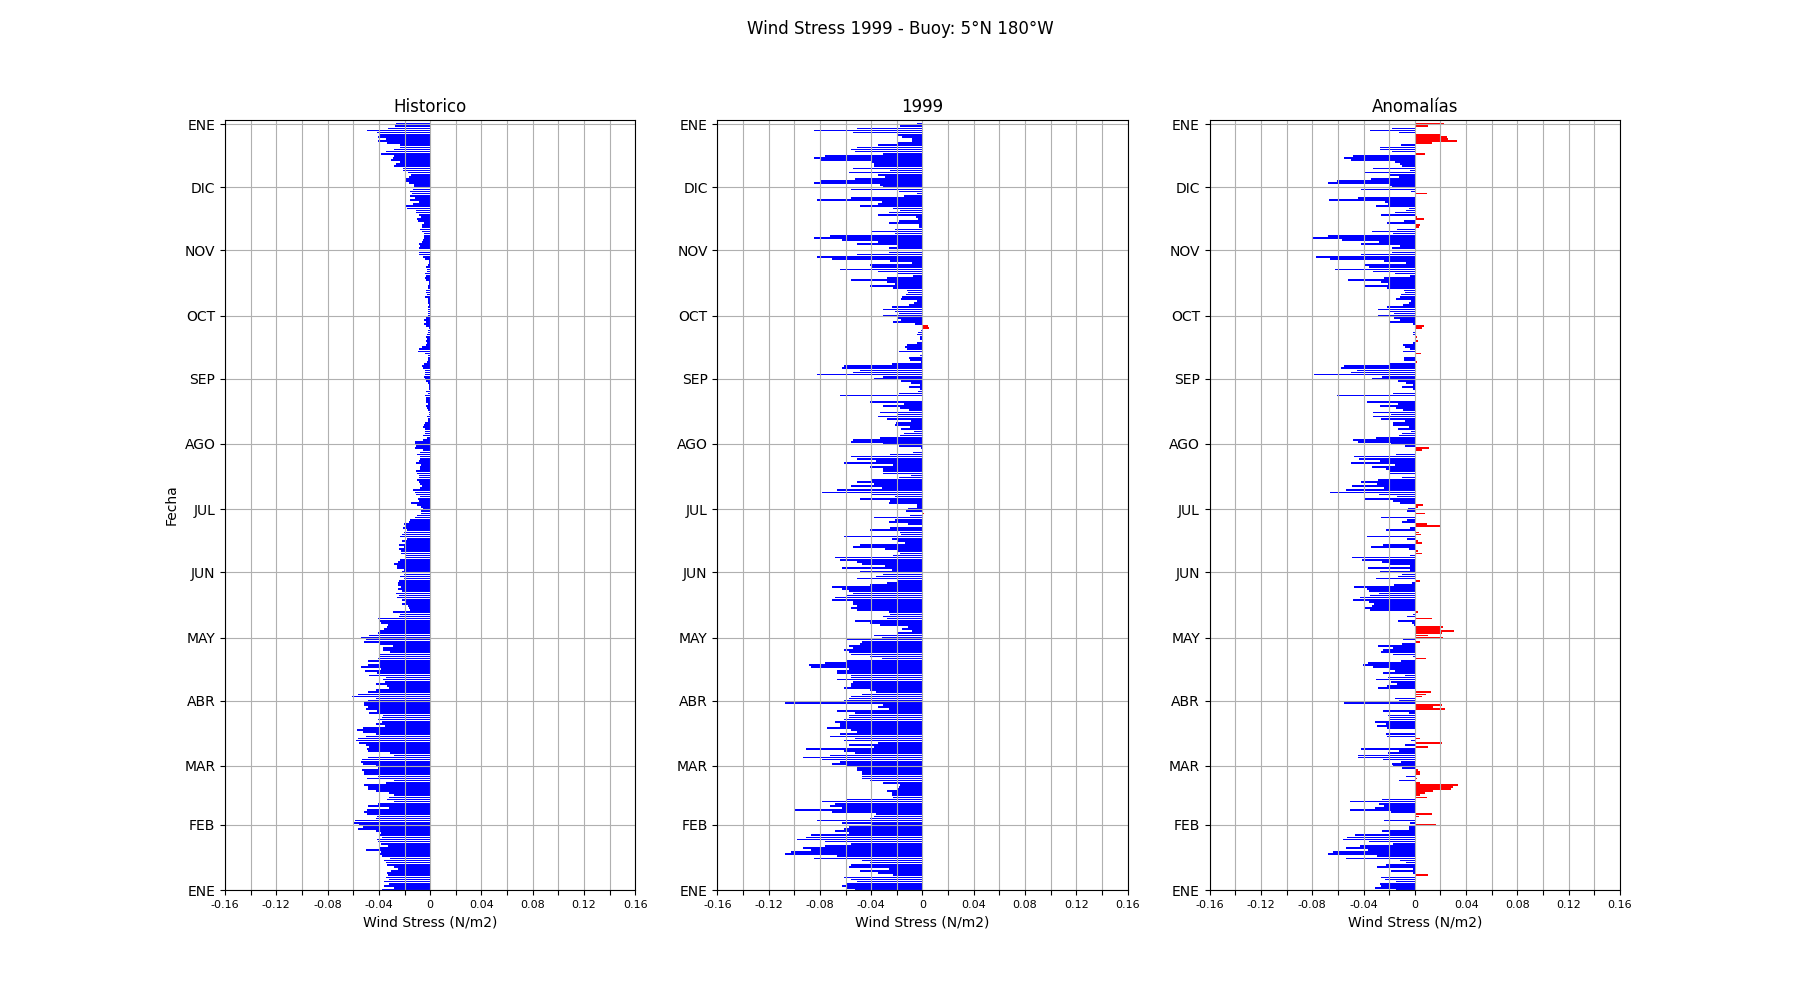 Wind Stress 1999 - Buoy: 5°N 180°W
Historico
1999
Anomalías
ENE
DIC
NOV
OCT
SEP
AGO
JUL
JUN
MAY
ABR
MAR
FEB
ENE
Fecha
-0.16 -0.12 -0.08 -0.04 0 0.04 0.08 0.12 0.16
Wind Stress (N/m2)
ENE
DIC
NOV
OCT
SEP
AGO
JUL
JUN
MAY
ABR
MAR
FEB
ENE
-0.16 -0.12 -0.08 -0.04 0 0.04 0.08 0.12 0.16
Wind Stress (N/m2)
ENE
DIC
NOV
OCT
SEP
AGO
JUL
JUN
MAY
ABR
MAR
FEB
ENE
-0.16 -0.12 -0.08 -0.04 0 0.04 0.08 0.12 0.16
Wind Stress (N/m2)